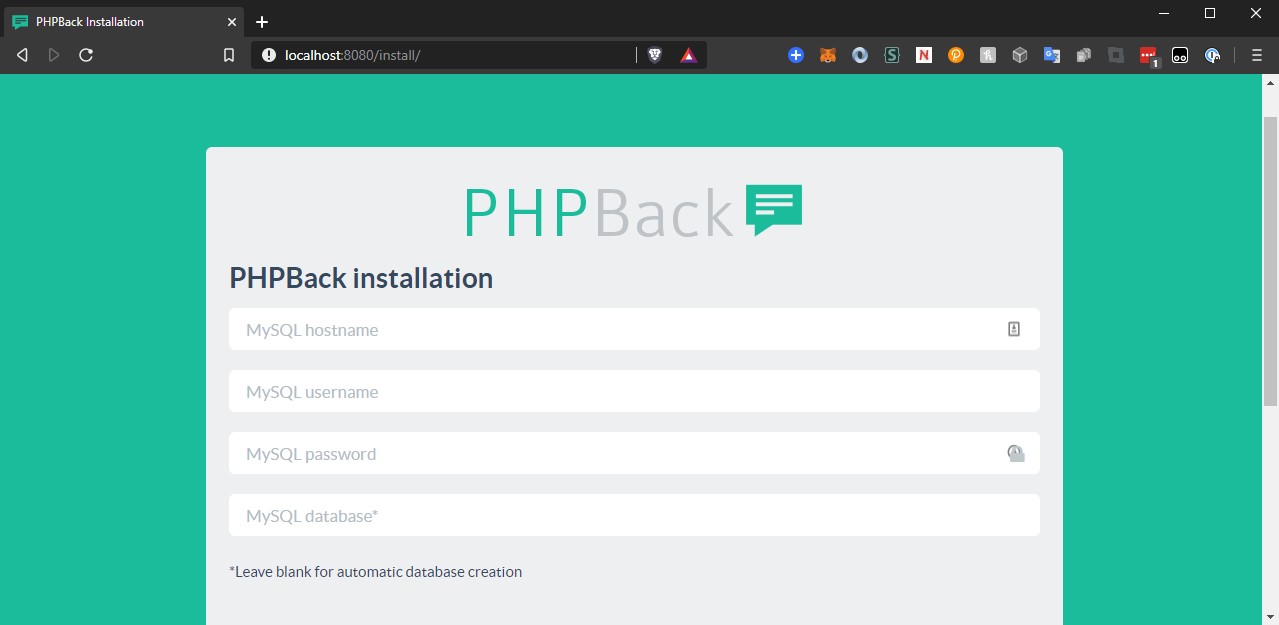 PHPBack Installation
localhost:8080/install/
S
N
1
PHPBack
PHPBack installation
MySQL hostname
MySQL username
MySQL password
MySQL database*
*Leave blank for automatic database creation